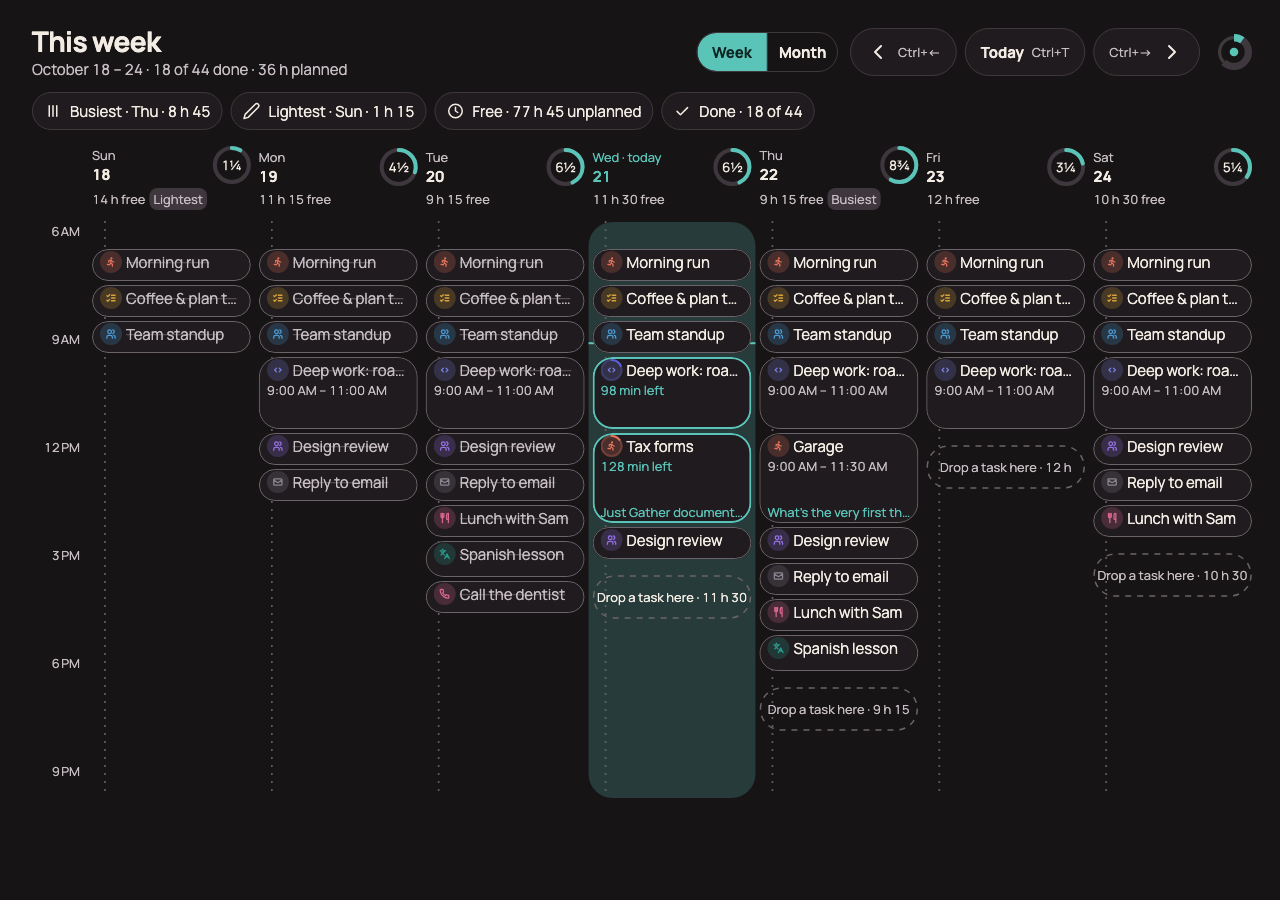 This week
October 18 – 24 · 18 of 44 done · 36 h planned
Week
Month
Ctrl+←
Today Ctrl+T
Ctrl+→
Busiest · Thu · 8 h 45
Lightest · Sun · 1 h 15
Free · 77 h 45 unplanned
Done · 18 of 44
Sun
18
1¼
14 h free Lightest
Mon
19
4½
11 h 15 free
Tue
20
6½
9 h 15 free
Wed · today
21
6½
11 h 30 free
Thu
22
8¾
9 h 15 free Busiest
Fri
23
3¼
12 h free
Sat
24
5¼
10 h 30 free
6 AM
9 AM
12 PM
3 PM
6 PM
9 PM
Morning run
Coffee & plan t…
Team standup
Morning run
Coffee & plan t…
Team standup
Deep work: roa…
9:00 AM – 11:00 AM
Design review
Reply to email
Morning run
Coffee & plan t…
Team standup
Deep work: roa…
9:00 AM – 11:00 AM
Design review
Reply to email
Lunch with Sam
Spanish lesson
Call the dentist
Morning run
Coffee & plan t…
Team standup
Deep work: roa…
98 min left
Tax forms
128 min left
Just Gather document…
Design review
Drop a task here · 11 h 30
Morning run
Coffee & plan t…
Team standup
Deep work: roa…
9:00 AM – 11:00 AM
Garage
9:00 AM – 11:30 AM
What's the very first th…
Design review
Reply to email
Lunch with Sam
Spanish lesson
Drop a task here · 9 h 15
Morning run
Coffee & plan t…
Team standup
Deep work: roa…
9:00 AM – 11:00 AM
Drop a task here · 12 h
Morning run
Coffee & plan t…
Team standup
Deep work: roa…
9:00 AM – 11:00 AM
Design review
Reply to email
Lunch with Sam
Drop a task here · 10 h 30